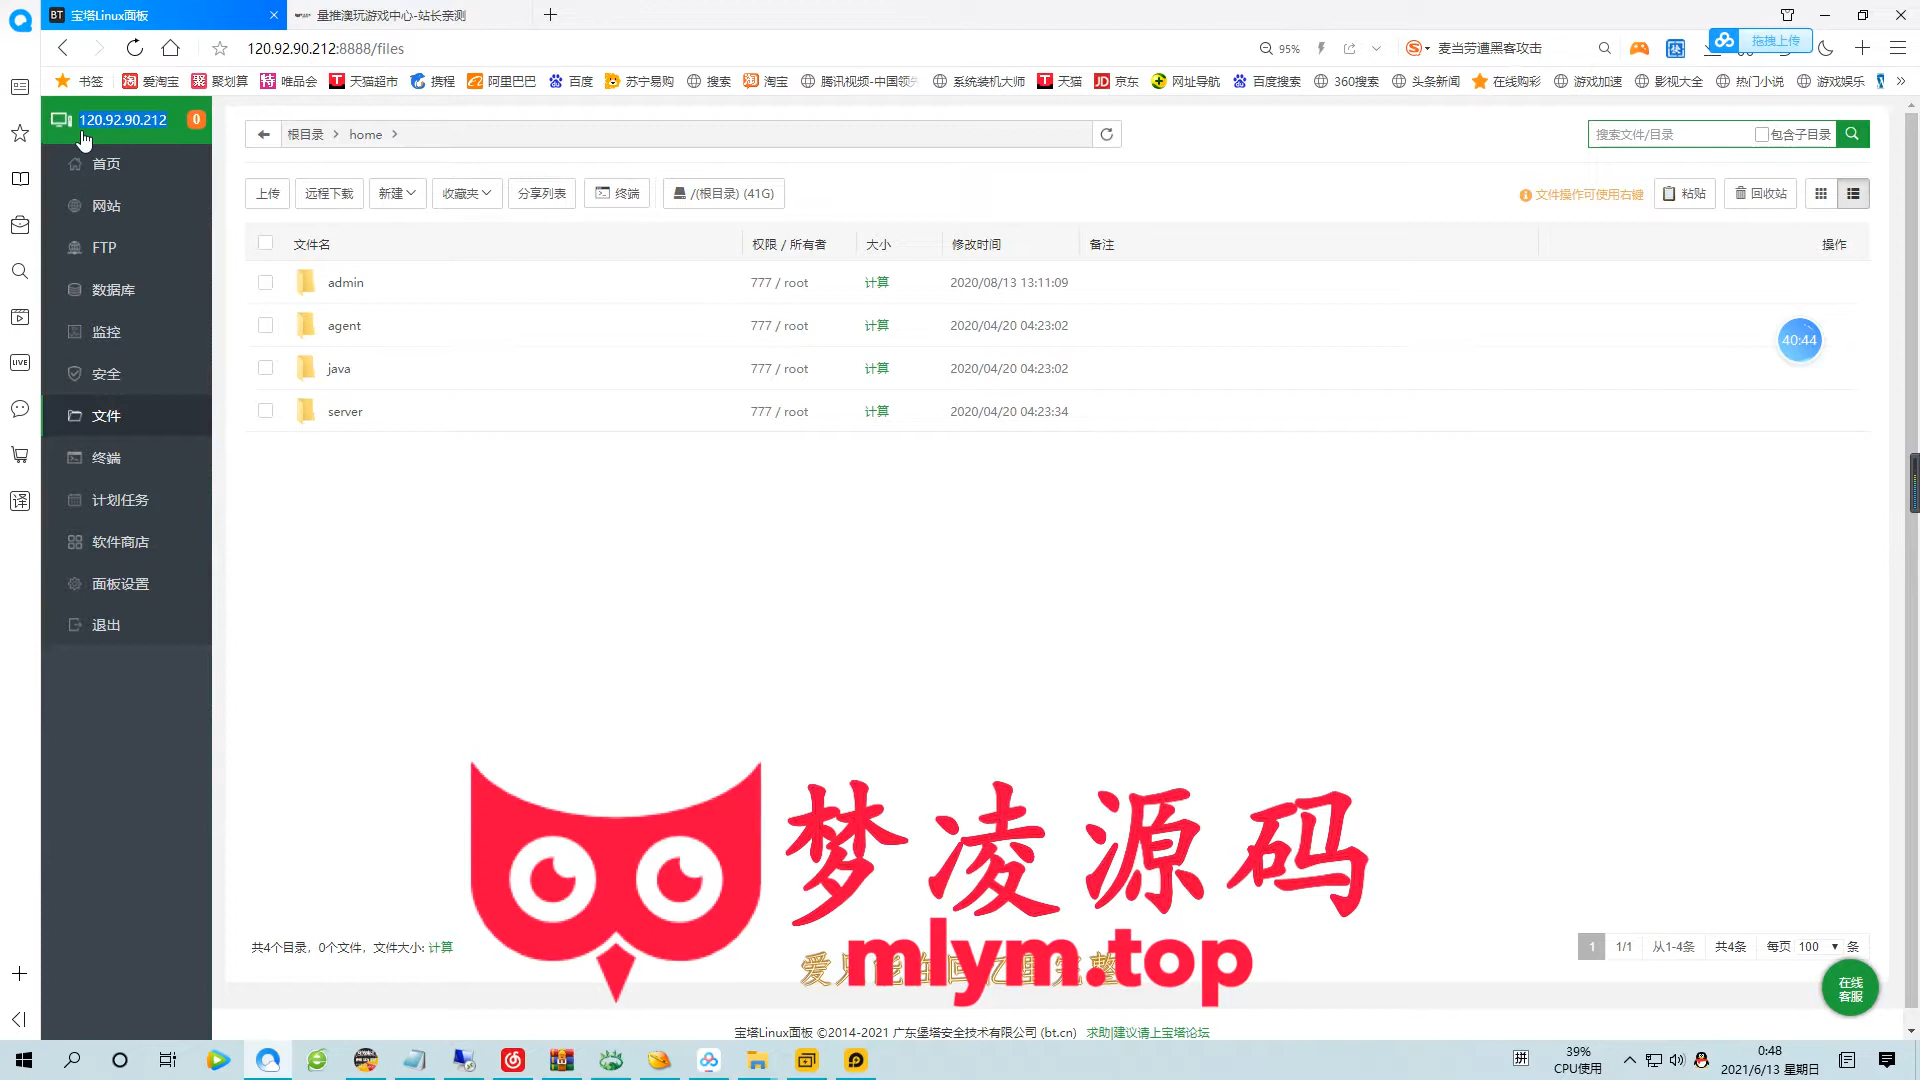 宝塔Linux面板
量推澳玩游戏中心-站长亲测
120.92.90.212:8888/files
95%
麦当劳遭黑客攻击
拖拽上传
书签 爱淘宝 聚划算 唯品会 天猫超市 携程 阿里巴巴 百度 苏宁易购 搜索 淘宝 腾讯视频-中国领先 系统装机大师 天猫 京东 网址导航 百度搜索 360搜索 头条新闻 在线购彩 游戏加速 影视大全 热门小说 游戏娱乐
120.92.90.212 0
根目录 home
搜索文件/目录 包含子目录
首页
网站
FTP
数据库
监控
安全
文件
终端
计划任务
软件商店
面板设置
退出
上传 远程下载 新建 收藏夹 分享列表 终端 /(根目录) (41G)
文件操作可使用右键 粘贴 回收站
文件名 权限 / 所有者 大小 修改时间 备注 操作
admin 777 / root 计算 2020/08/13 13:11:09
agent 777 / root 计算 2020/04/20 04:23:02
java 777 / root 计算 2020/04/20 04:23:02
server 777 / root 计算 2020/04/20 04:23:34
40:44
LIVE
译
梦凌源码
mlym.top
共4个目录，0个文件，文件大小: 计算
1 1/1 从1-4条 共4条 每页 100 条
在线
客服
宝塔Linux面板 ©2014-2021 广东堡塔安全技术有限公司 (bt.cn) 求助|建议请上宝塔论坛
拼
39%
CPU使用
0:48
2021/6/13 星期日